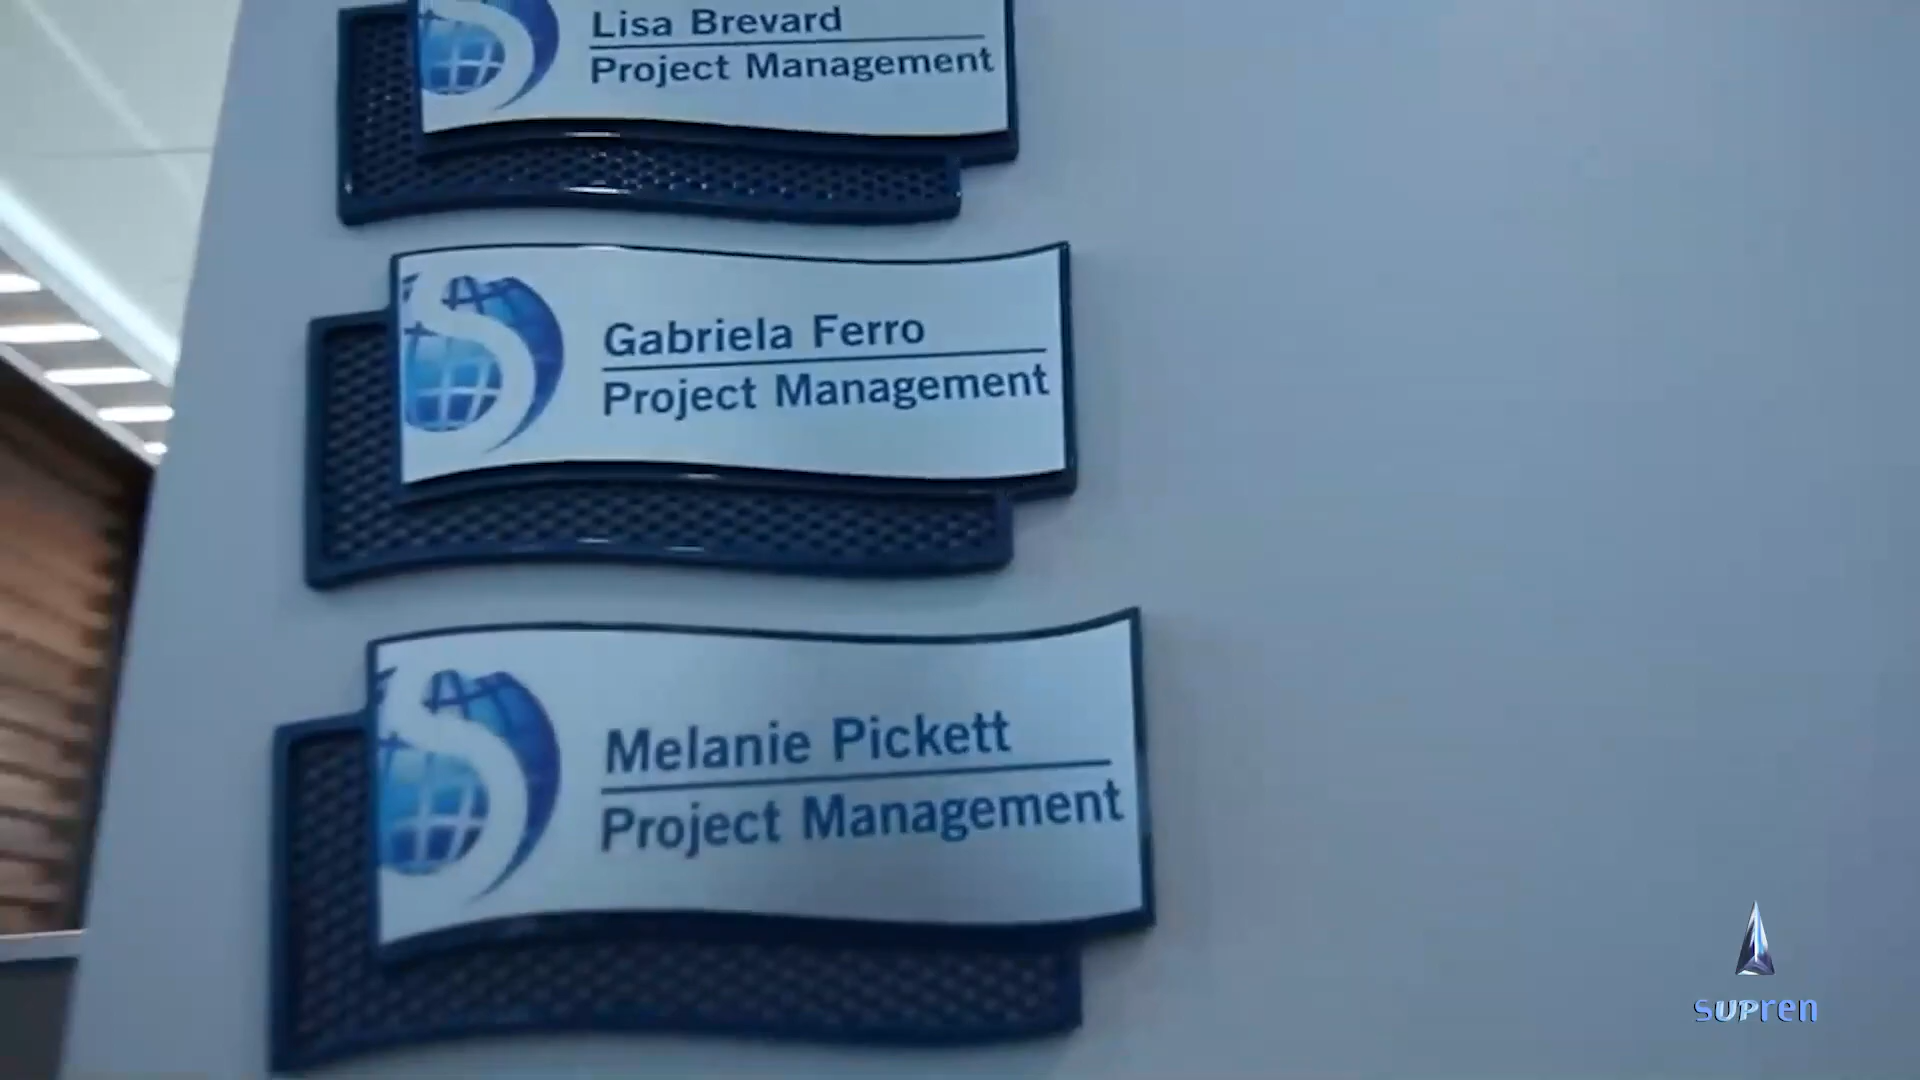 Lisa Brevard
Project Management
Gabriela Ferro
Project Management
Melanie Pickett
Project Management
suPren